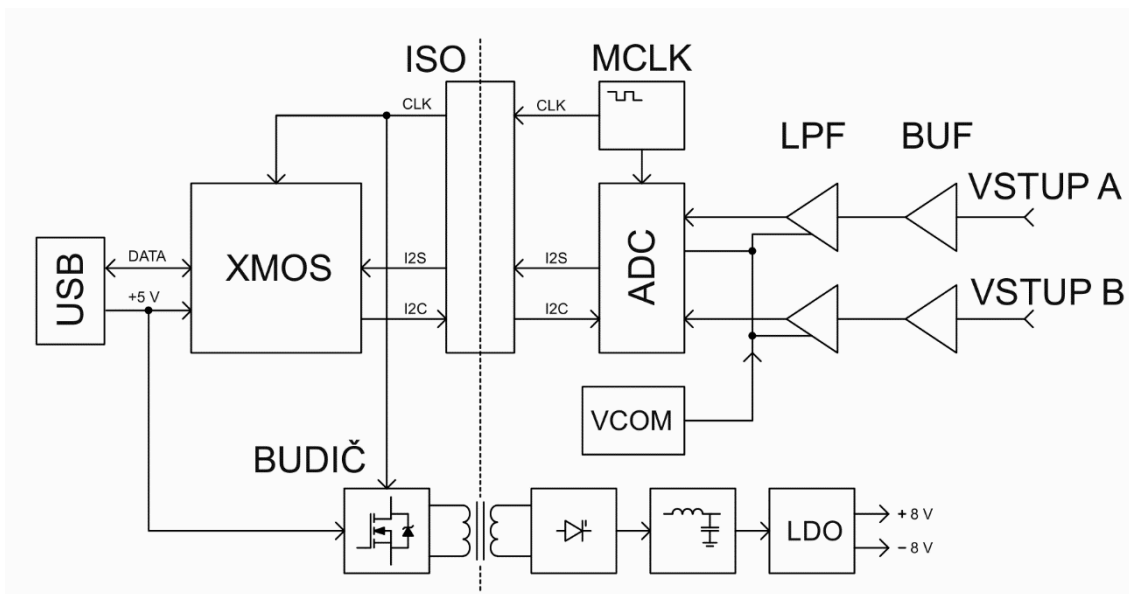 ISO
MCLK
CLK
CLK
LPF
BUF
VSTUP A
USB
DATA
+5 V
XMOS
I2S
I2C
I2S
I2C
ADC
VSTUP B
VCOM
BUDIČ
LDO
+ 8 V
– 8 V